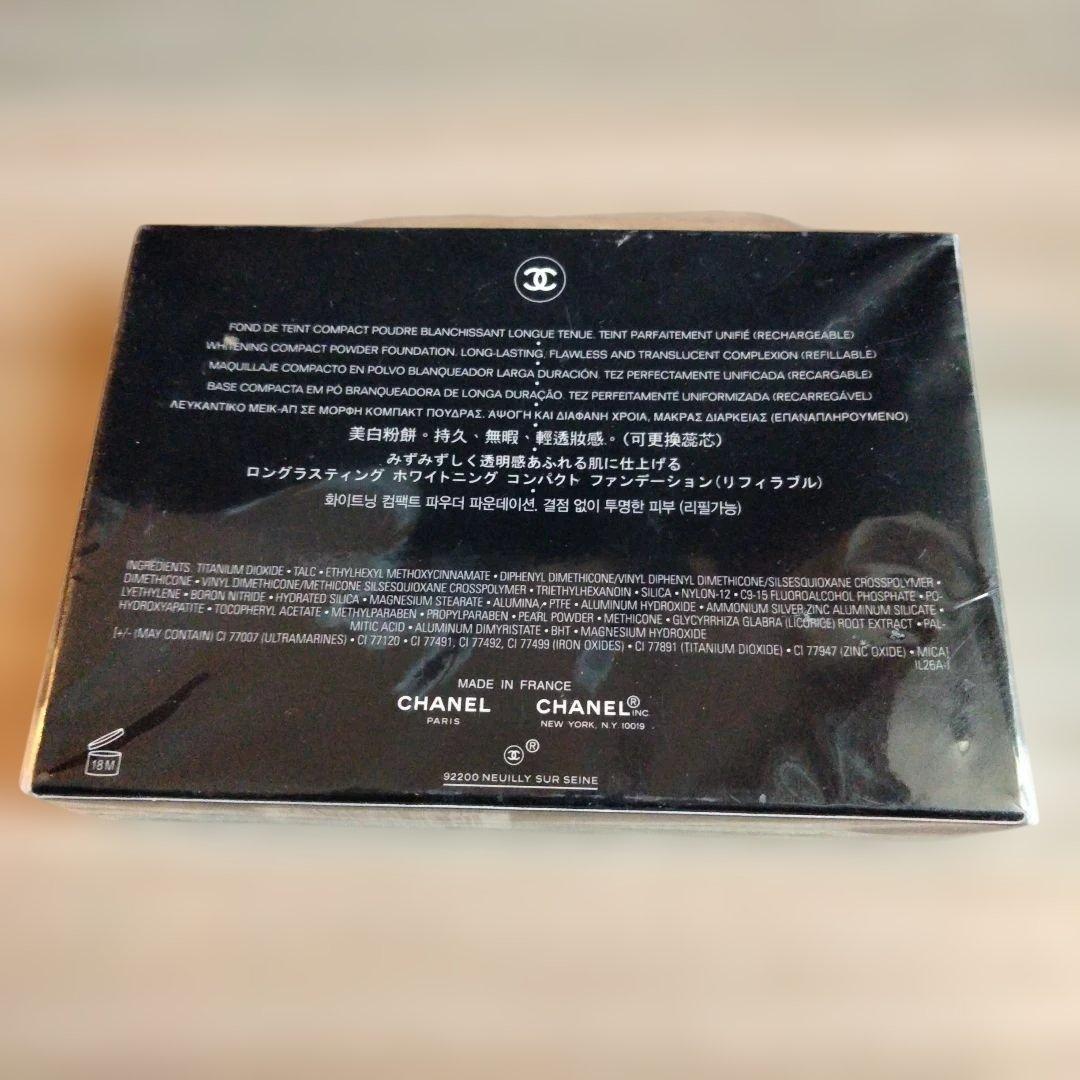 FOND DE TEINT COMPACT POUDRE BLANCHISSANT LONGUE TENUE. TEINT PARFAITEMENT UNIFIÉ (RECHARGEABLE)
WHITENING COMPACT POWDER FOUNDATION. LONG-LASTING, FLAWLESS AND TRANSLUCENT COMPLEXION (REFILLABLE)
MAQUILLAJE COMPACTO EN POLVO BLANQUEADOR LARGA DURACIÓN. TEZ PERFECTAMENTE UNIFICADA (RECARGABLE)
BASE COMPACTA EM PÓ BRANQUEADORA DE LONGA DURAÇÃO. TEZ PERFEITAMENTE UNIFORMIZADA (RECARREGÁVEL)
ΛΕΥΚΑΝΤΙΚΟ ΜΕΙΚ-ΑΠ ΣΕ ΜΟΡΦΗ ΚΟΜΠΑΚΤ ΠΟΥΔΡΑΣ. ΑΨΟΓΗ ΚΑΙ ΔΙΑΦΑΝΗ ΧΡΟΙΑ, ΜΑΚΡΑΣ ΔΙΑΡΚΕΙΑΣ (ΕΠΑΝΑΠΛΗΡΟΥΜΕΝΟ)
美白粉餅。持久、無暇、輕透妝感。(可更換蕊芯)
みずみずしく透明感あふれる肌に仕上げる
ロングラスティング ホワイトニング コンパクト ファンデーション(リフィラブル)
화이트닝 컴팩트 파우더 파운데이션. 결점 없이 투명한 피부 (리필가능)
INGREDIENTS: TITANIUM DIOXIDE • TALC • ETHYLHEXYL METHOXYCINNAMATE • DIPHENYL DIMETHICONE/VINYL DIPHENYL DIMETHICONE/SILSESQUIOXANE CROSSPOLYMER •
DIMETHICONE • VINYL DIMETHICONE/METHICONE SILSESQUIOXANE CROSSPOLYMER • TRIETHYLHEXANOIN • SILICA • NYLON-12 • C9-15 FLUOROALCOHOL PHOSPHATE • PO-
LYETHYLENE • BORON NITRIDE • HYDRATED SILICA • MAGNESIUM STEARATE • ALUMINA • PTFE • ALUMINUM HYDROXIDE • AMMONIUM SILVER ZINC ALUMINUM SILICATE •
HYDROXYAPATITE • TOCOPHERYL ACETATE • METHYLPARABEN • PROPYLPARABEN • PEARL POWDER • METHICONE • GLYCYRRHIZA GLABRA (LICORICE) ROOT EXTRACT • PAL-
MITIC ACID • ALUMINUM DIMYRISTATE • BHT • MAGNESIUM HYDROXIDE
[+/- (MAY CONTAIN) CI 77007 (ULTRAMARINES) • CI 77120 • CI 77491, CI 77492, CI 77499 (IRON OXIDES) • CI 77891 (TITANIUM DIOXIDE) • CI 77947 (ZINC OXIDE) • MICA]
IL26A-1
MADE IN FRANCE
CHANEL CHANEL® INC.
PARIS NEW YORK, N.Y. 10019
18M
®
92200 NEUILLY SUR SEINE